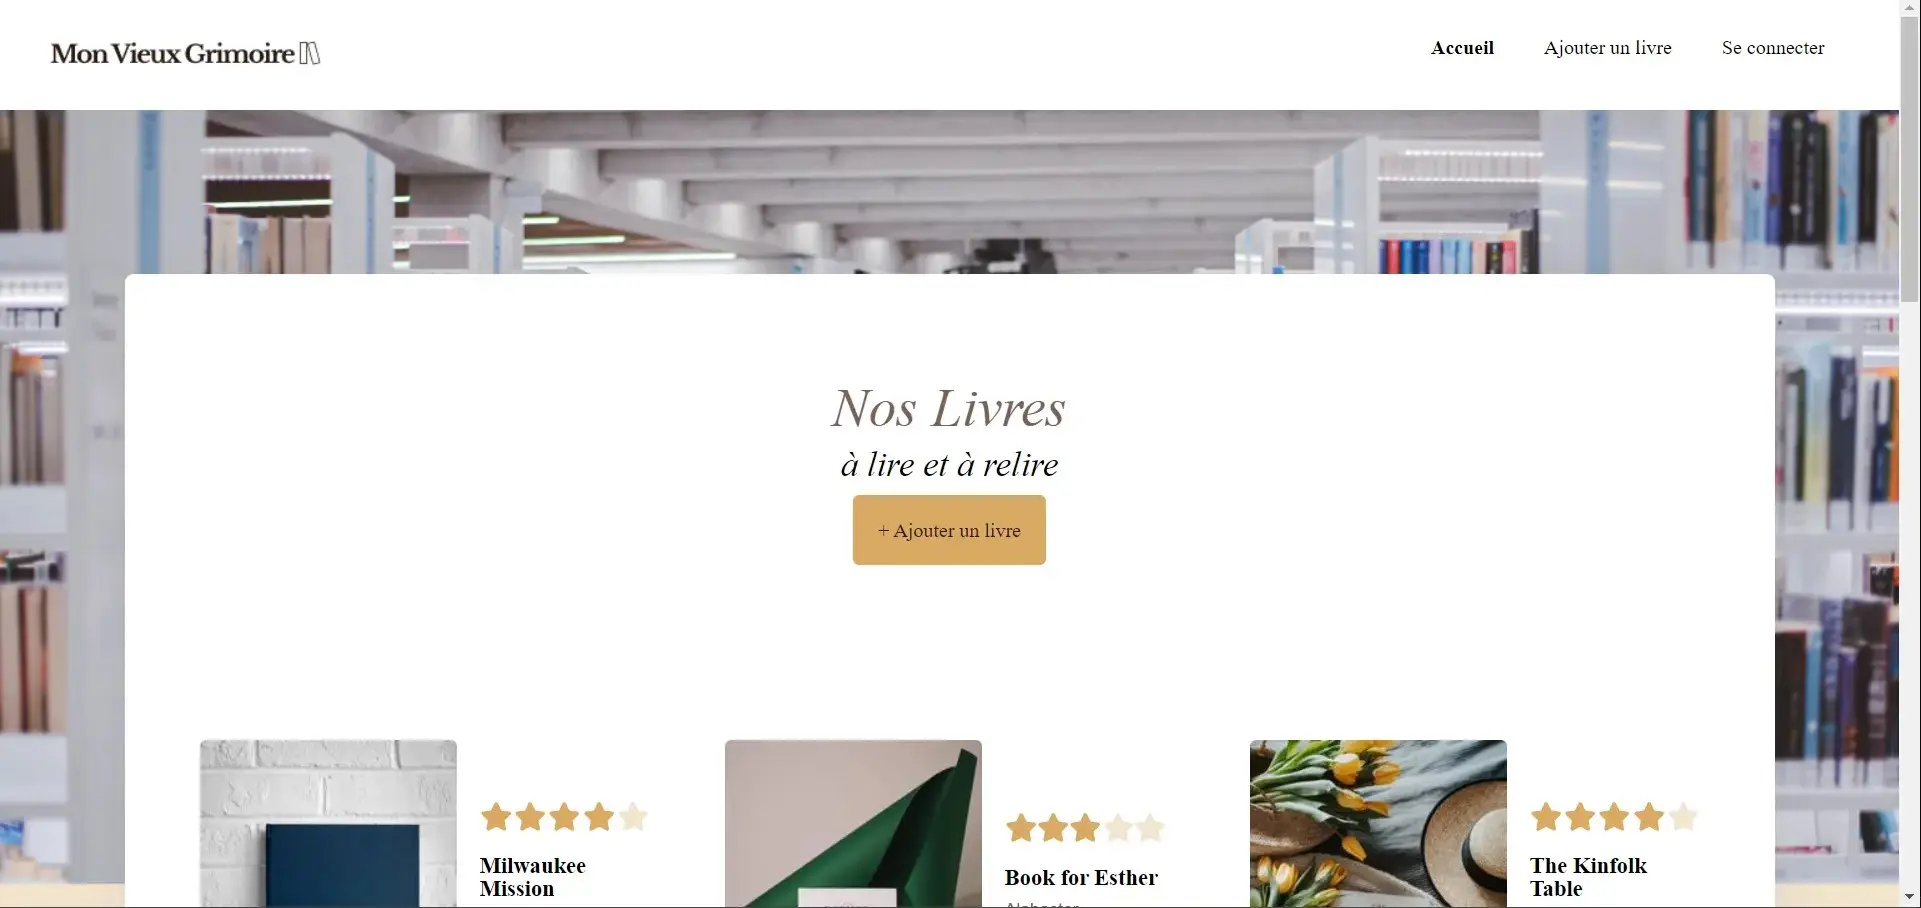 Mon Vieux Grimoire
Accueil
Ajouter un livre
Se connecter
Nos Livres
à lire et à relire
+ Ajouter un livre
Milwaukee
Mission
Book for Esther
The Kinfolk
Table